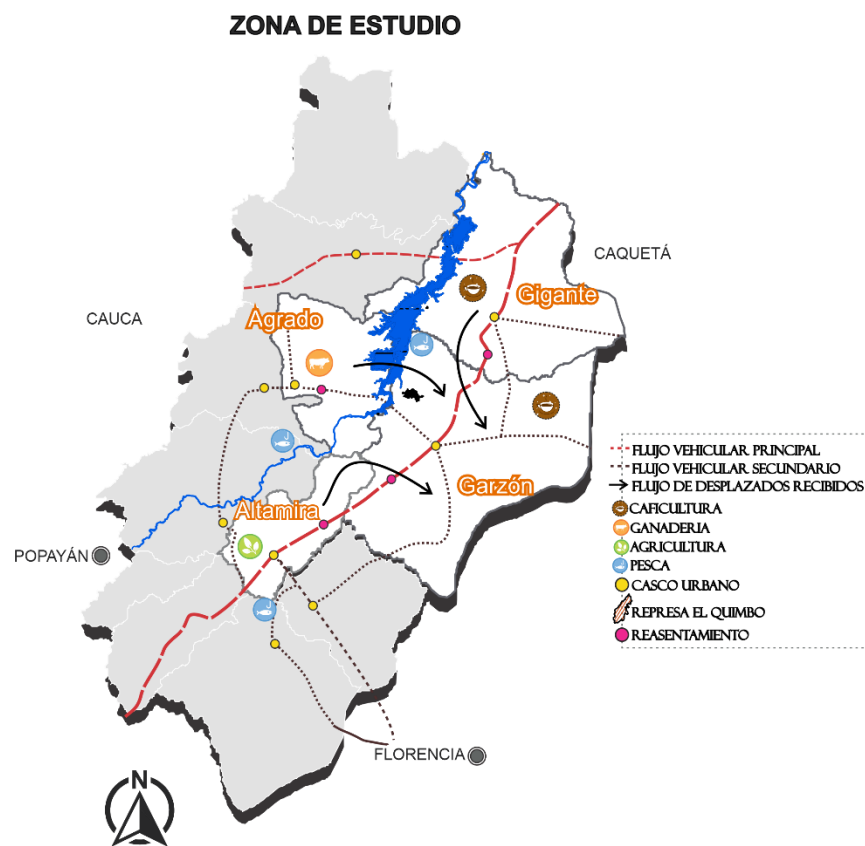 ZONA DE ESTUDIO
CAQUETÁ
Gigante
CAUCA
Agrado
Garzón
Altamira
POPAYÁN
FLORENCIA
N
FLUJO VEHICULAR PRINCIPAL
FLUJO VEHICULAR SECUNDARIO
FLUJO DE DESPLAZADOS RECIBIDOS
CAFICULTURA
GANADERIA
AGRICULTURA
PESCA
CASCO URBANO
REPRESA EL QUIMBO
REASENTAMIENTO